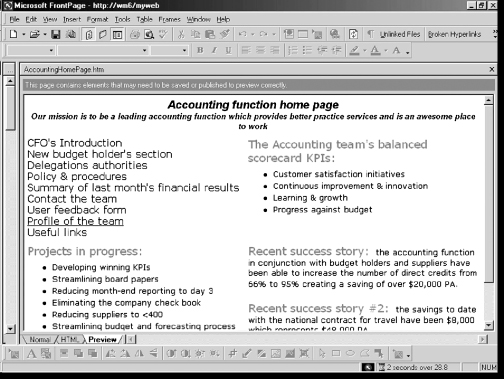 Microsoft FrontPage - http://wm6/myweb
File Edit View Insert Format Tools Table Frames Window Help
Unlinked Files Broken Hyperlinks
B I U
A
AccountingHomePage.htm
This page contains elements that may need to be saved or published to preview correctly.
Accounting function home page
Our mission is to be a leading accounting function which provides better practice services and is an awesome place
to work
CFO's Introduction
New budget holder's section
Delegations authorities
Policy & procedures
Summary of last month's financial results
Contact the team
User feedback form
Profile of the team
Useful links
The Accounting team's balanced
scorecard KPIs:
• Customer satisfaction initiatives
• Continuous improvement & innovation
• Learning & growth
• Progress against budget
Projects in progress:
• Developing winning KPIs
• Streamlining board papers
• Reducing month-end reporting to day 3
• Eliminating the company check book
• Reducing suppliers to <400
• Streamlining budget and forecasting process
Recent success story: the accounting function
in conjunction with budget holders and suppliers have
been able to increase the number of direct credits from
66% to 95% creating a saving of over $20,000 PA.
Recent success story #2: the savings to date
with the national contract for travel have been $8,000
which represents $48,000 PA
Normal HTML Preview
2 seconds over 28.8
NUM